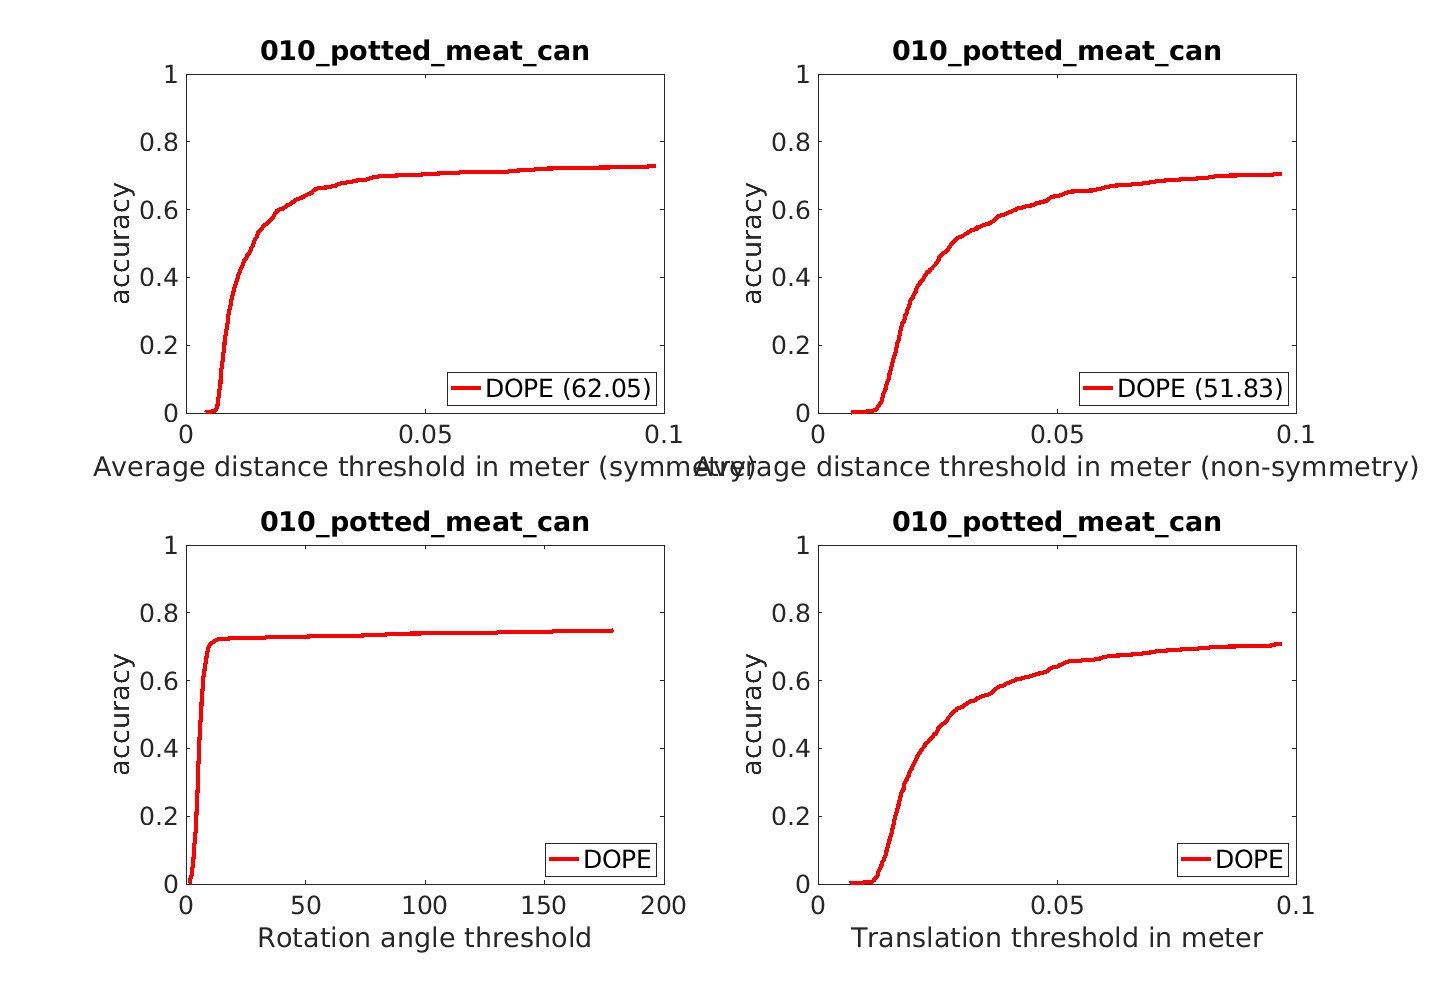 010_potted_meat_can
1
0.8
0.6
0.4
0.2
0
accuracy
DOPE (62.05)
0 0.05 0.1
Average distance threshold in meter (symmetry)
010_potted_meat_can
1
0.8
0.6
0.4
0.2
0
accuracy
DOPE (51.83)
0 0.05 0.1
Average distance threshold in meter (non-symmetry)
010_potted_meat_can
1
0.8
0.6
0.4
0.2
0
accuracy
DOPE
0 50 100 150 200
Rotation angle threshold
010_potted_meat_can
1
0.8
0.6
0.4
0.2
0
accuracy
DOPE
0 0.05 0.1
Translation threshold in meter